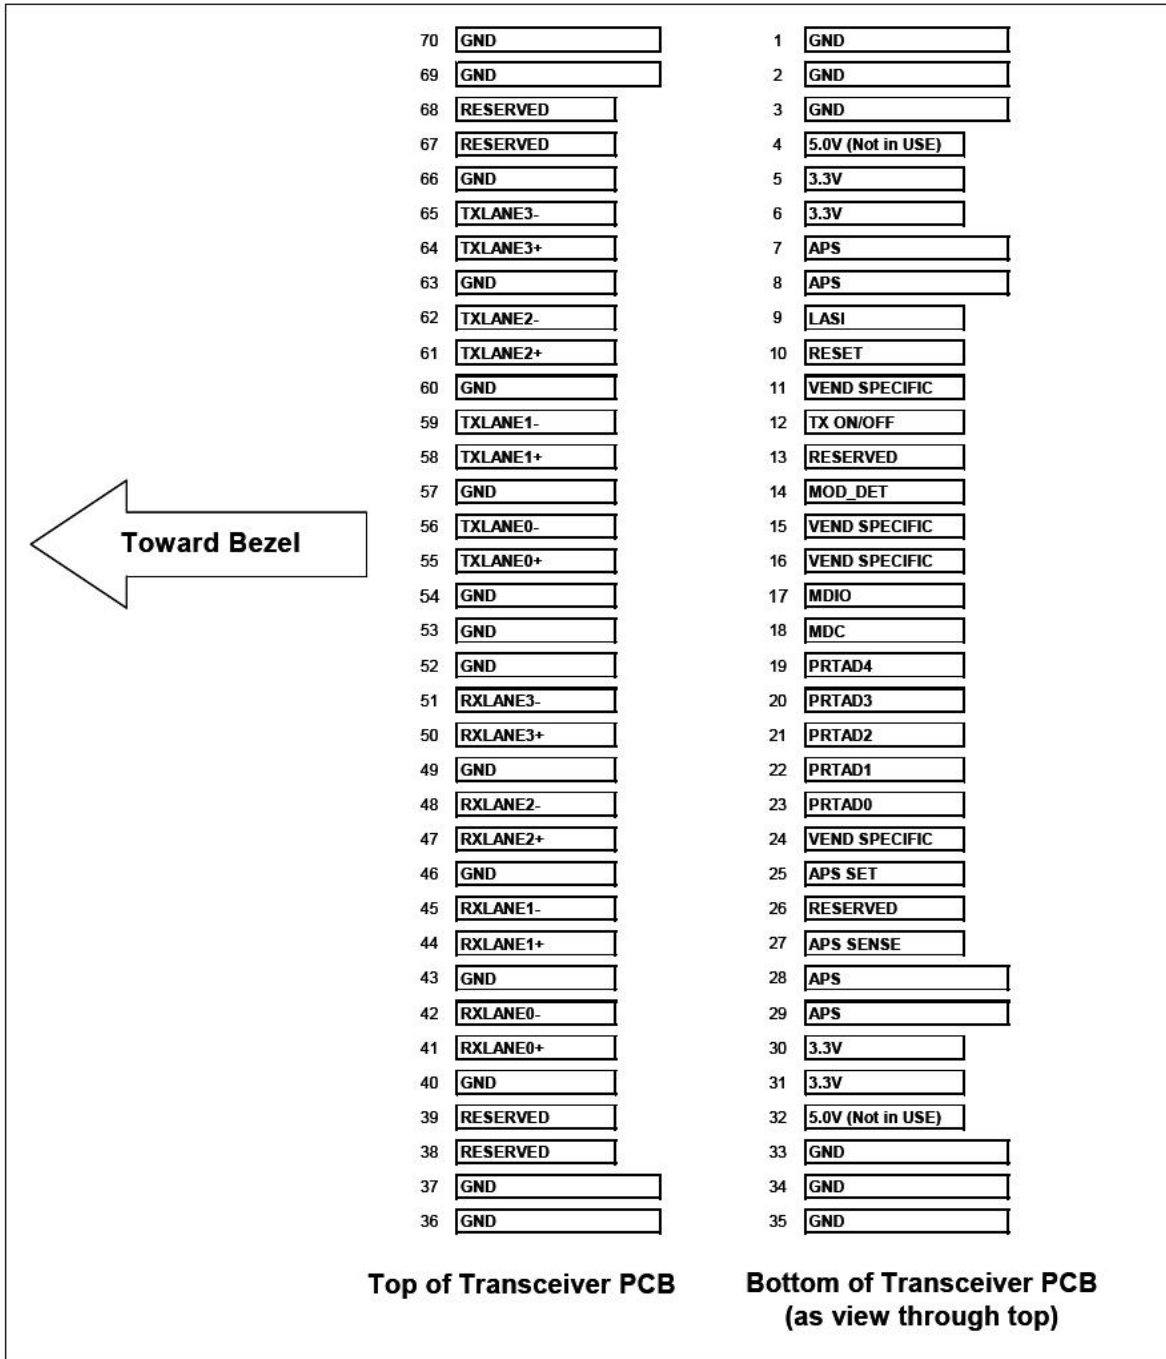 70 GND 1 GND
69 GND 2 GND
68 RESERVED 3 GND
67 RESERVED 4 5.0V (Not in USE)
66 GND 5 3.3V
65 TXLANE3- 6 3.3V
64 TXLANE3+ 7 APS
63 GND 8 APS
62 TXLANE2- 9 LASI
61 TXLANE2+ 10 RESET
60 GND 11 VEND SPECIFIC
59 TXLANE1- 12 TX ON/OFF
58 TXLANE1+ 13 RESERVED
57 GND 14 MOD_DET
56 TXLANE0- 15 VEND SPECIFIC
Toward Bezel
55 TXLANE0+ 16 VEND SPECIFIC
54 GND 17 MDIO
53 GND 18 MDC
52 GND 19 PRTAD4
51 RXLANE3- 20 PRTAD3
50 RXLANE3+ 21 PRTAD2
49 GND 22 PRTAD1
48 RXLANE2- 23 PRTAD0
47 RXLANE2+ 24 VEND SPECIFIC
46 GND 25 APS SET
45 RXLANE1- 26 RESERVED
44 RXLANE1+ 27 APS SENSE
43 GND 28 APS
42 RXLANE0- 29 APS
41 RXLANE0+ 30 3.3V
40 GND 31 3.3V
39 RESERVED 32 5.0V (Not in USE)
38 RESERVED 33 GND
37 GND 34 GND
36 GND 35 GND
Top of Transceiver PCB
Bottom of Transceiver PCB
(as view through top)